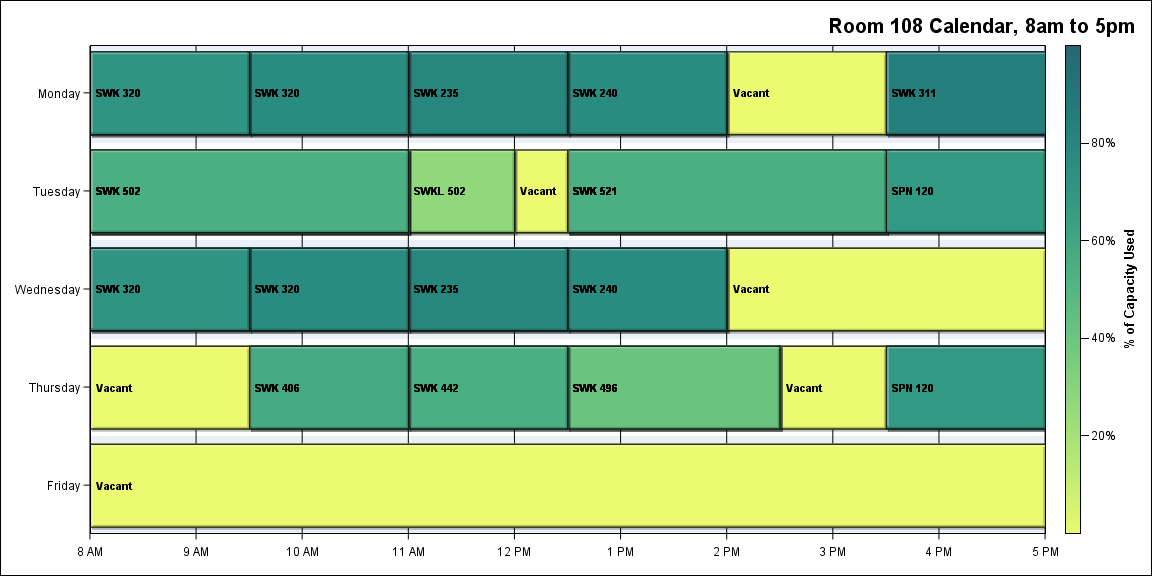 Room 108 Calendar, 8am to 5pm
Monday
SWK 320
SWK 320
SWK 235
SWK 240
Vacant
SWK 311
Tuesday
SWK 502
SWKL 502
Vacant
SWK 521
SPN 120
Wednesday
SWK 320
SWK 320
SWK 235
SWK 240
Vacant
Thursday
Vacant
SWK 406
SWK 442
SWK 496
Vacant
SPN 120
Friday
Vacant
8 AM
9 AM
10 AM
11 AM
12 PM
1 PM
2 PM
3 PM
4 PM
5 PM
80%
60%
40%
20%
% of Capacity Used